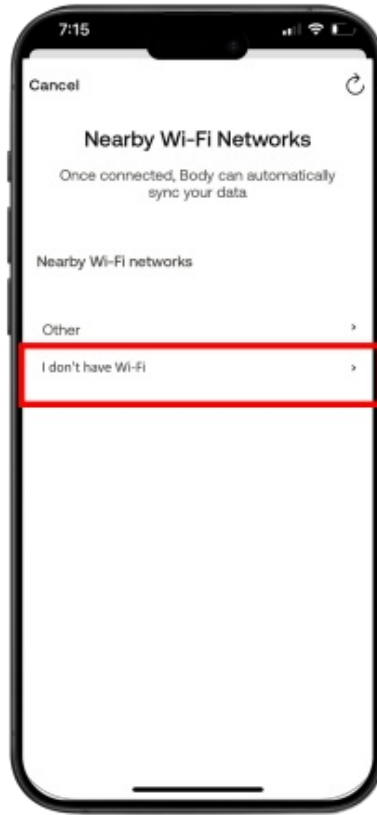 7:15
Cancel
Nearby Wi-Fi Networks
Once connected, Body can automatically
sync your data
Nearby Wi-Fi networks
Other
I don't have Wi-Fi